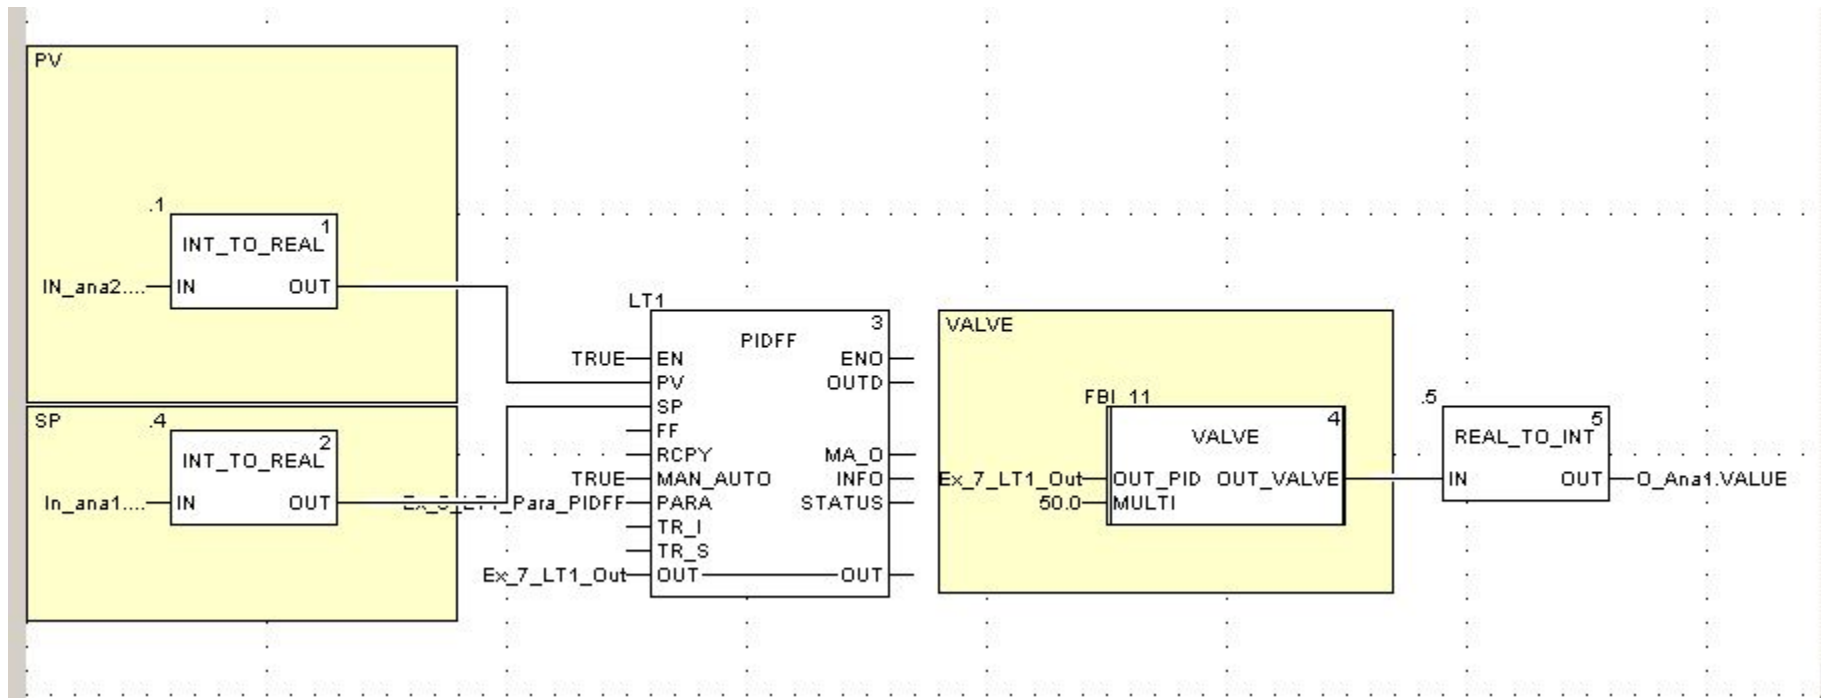 PV
.1
1
INT_TO_REAL
IN_ana2....
IN
OUT
SP
.4
2
INT_TO_REAL
In_ana1....
IN
OUT
LT1
3
PIDFF
TRUE
EN
ENO
PV
OUTD
SP
FF
RCPY
MA_O
TRUE
MAN_AUTO
INFO
Para_PIDFF
PARA
STATUS
TR_I
TR_S
Ex_7_LT1_Out
OUT
OUT
VALVE
FBI_11
4
VALVE
Ex_7_LT1_Out
OUT_PID
OUT_VALVE
50.0
MULTI
.5
5
REAL_TO_INT
IN
OUT
O_Ana1.VALUE